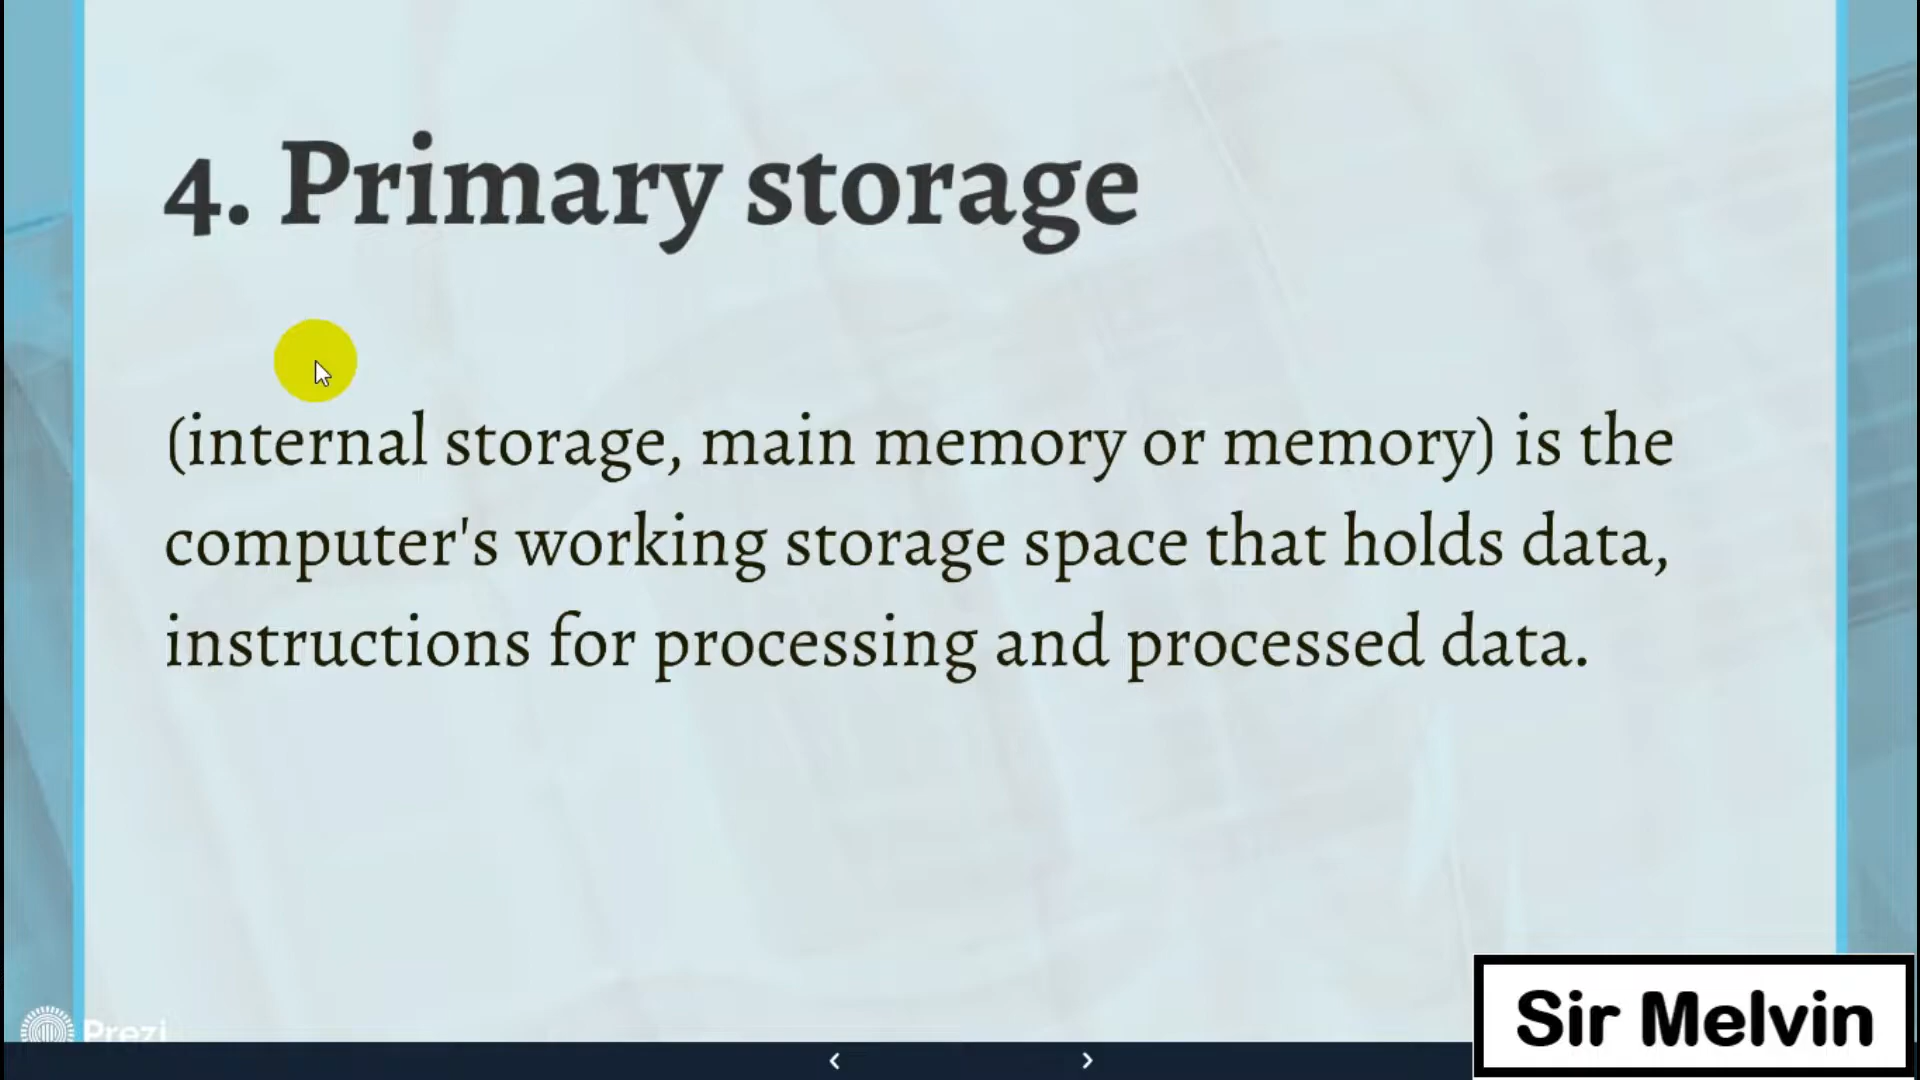 4. Primary storage
(internal storage, main memory or memory) is the
computer's working storage space that holds data,
instructions for processing and processed data.
Prezi
Sir Melvin